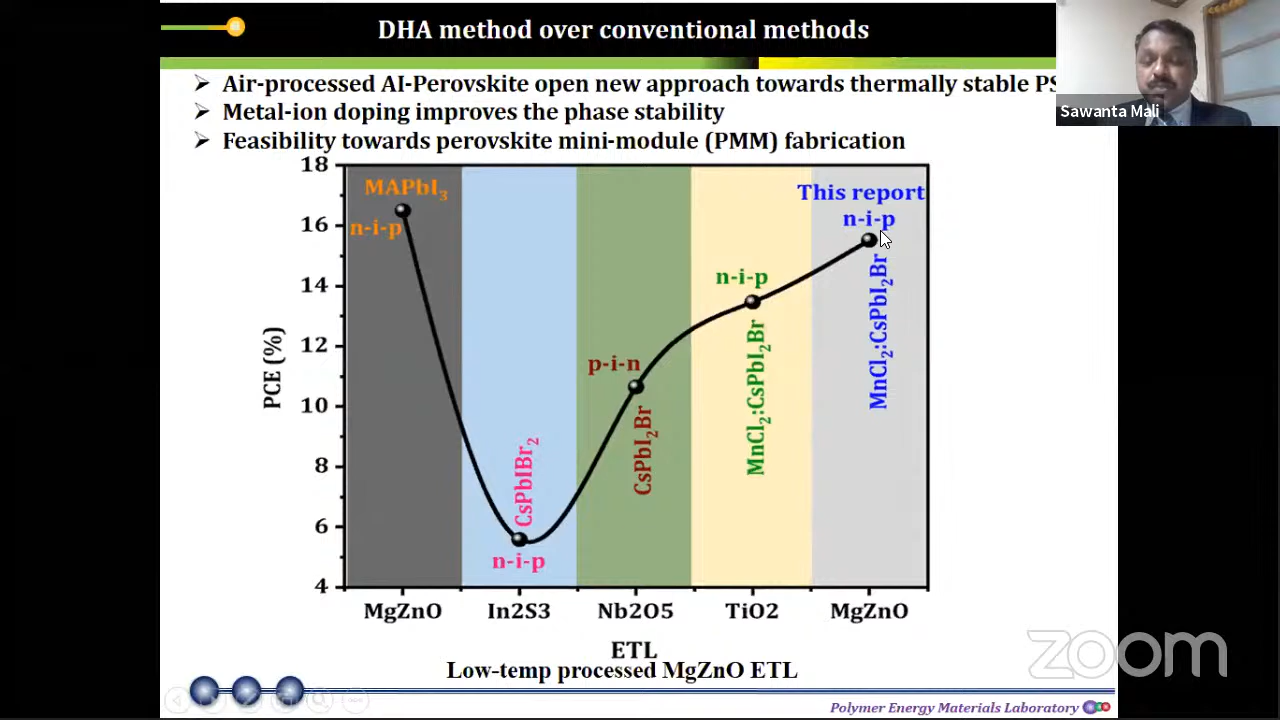 DHA method over conventional methods
Air-processed AI-Perovskite open new approach towards thermally stable PS
Metal-ion doping improves the phase stability
Feasibility towards perovskite mini-module (PMM) fabrication
Sawanta Mali
18
16
14
12
10
8
6
4
PCE (%)
MAPbI3
n-i-p
CsPbIBr2
n-i-p
p-i-n
CsPbI2Br
n-i-p
MnCl2:CsPbI2Br
This report
n-i-p
MnCl2:CsPbI2Br
MgZnO In2S3 Nb2O5 TiO2 MgZnO
ETL
Low-temp processed MgZnO ETL
zoom
Polymer Energy Materials Laboratory